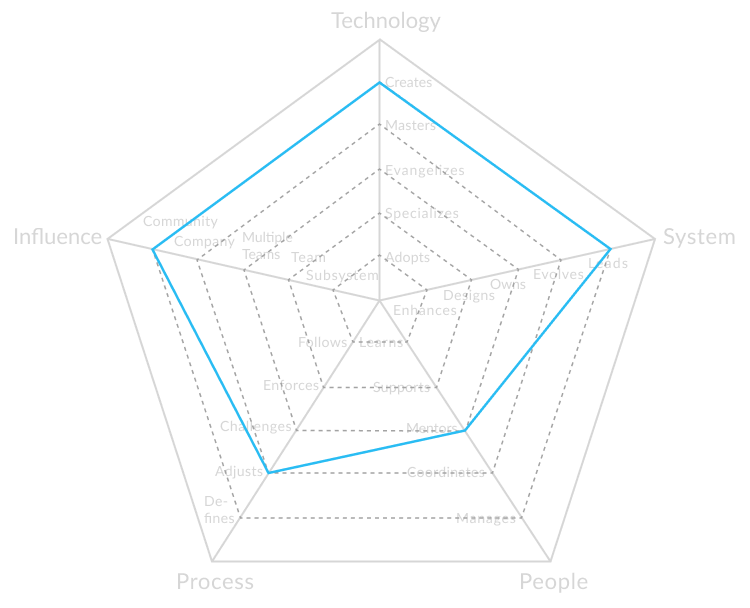 Technology
Creates
Masters
Evangelizes
Specializes
Adopts
Influence
Community
Company
Multiple
Teams
Team
Subsystem
System
Leads
Evolves
Owns
Designs
Enhances
Follows
Learns
Enforces
Supports
Challenges
Mentors
Adjusts
Coordinates
De-
fines
Manages
Process
People